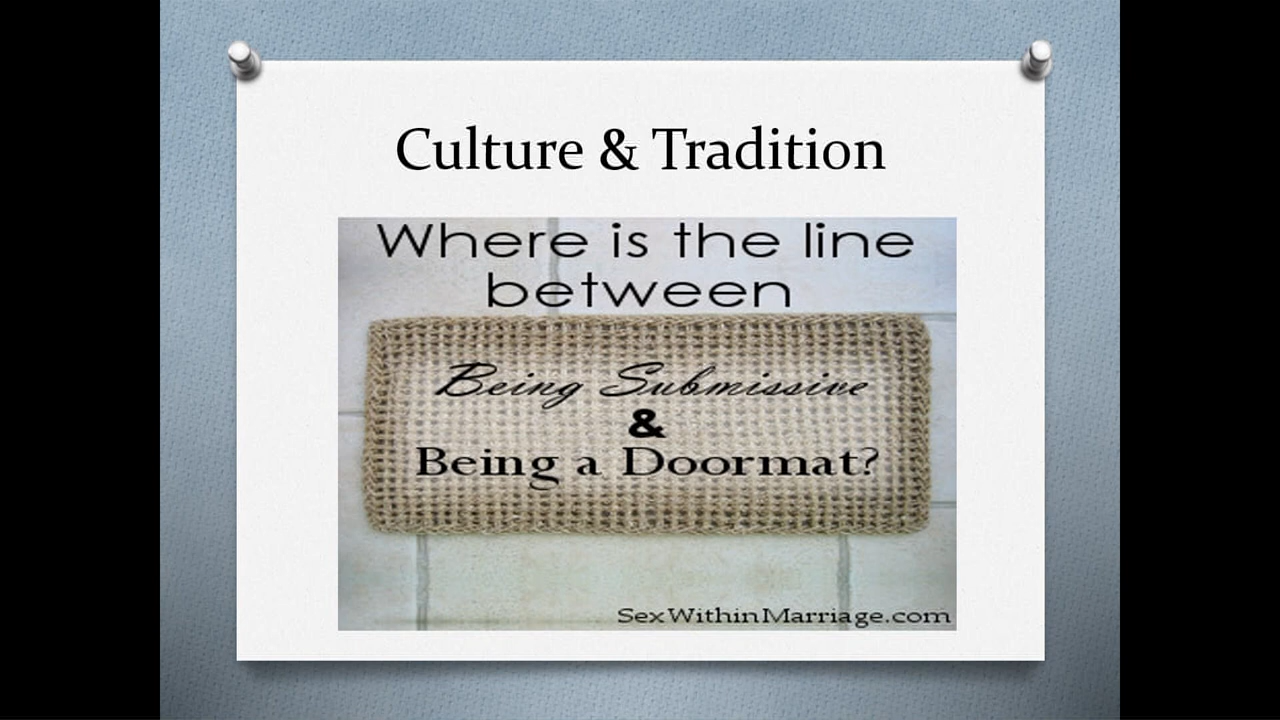 Culture & Tradition
Where is the line
between
Being Submissive
&
Being a Doormat?
SexWithinMarriage.com